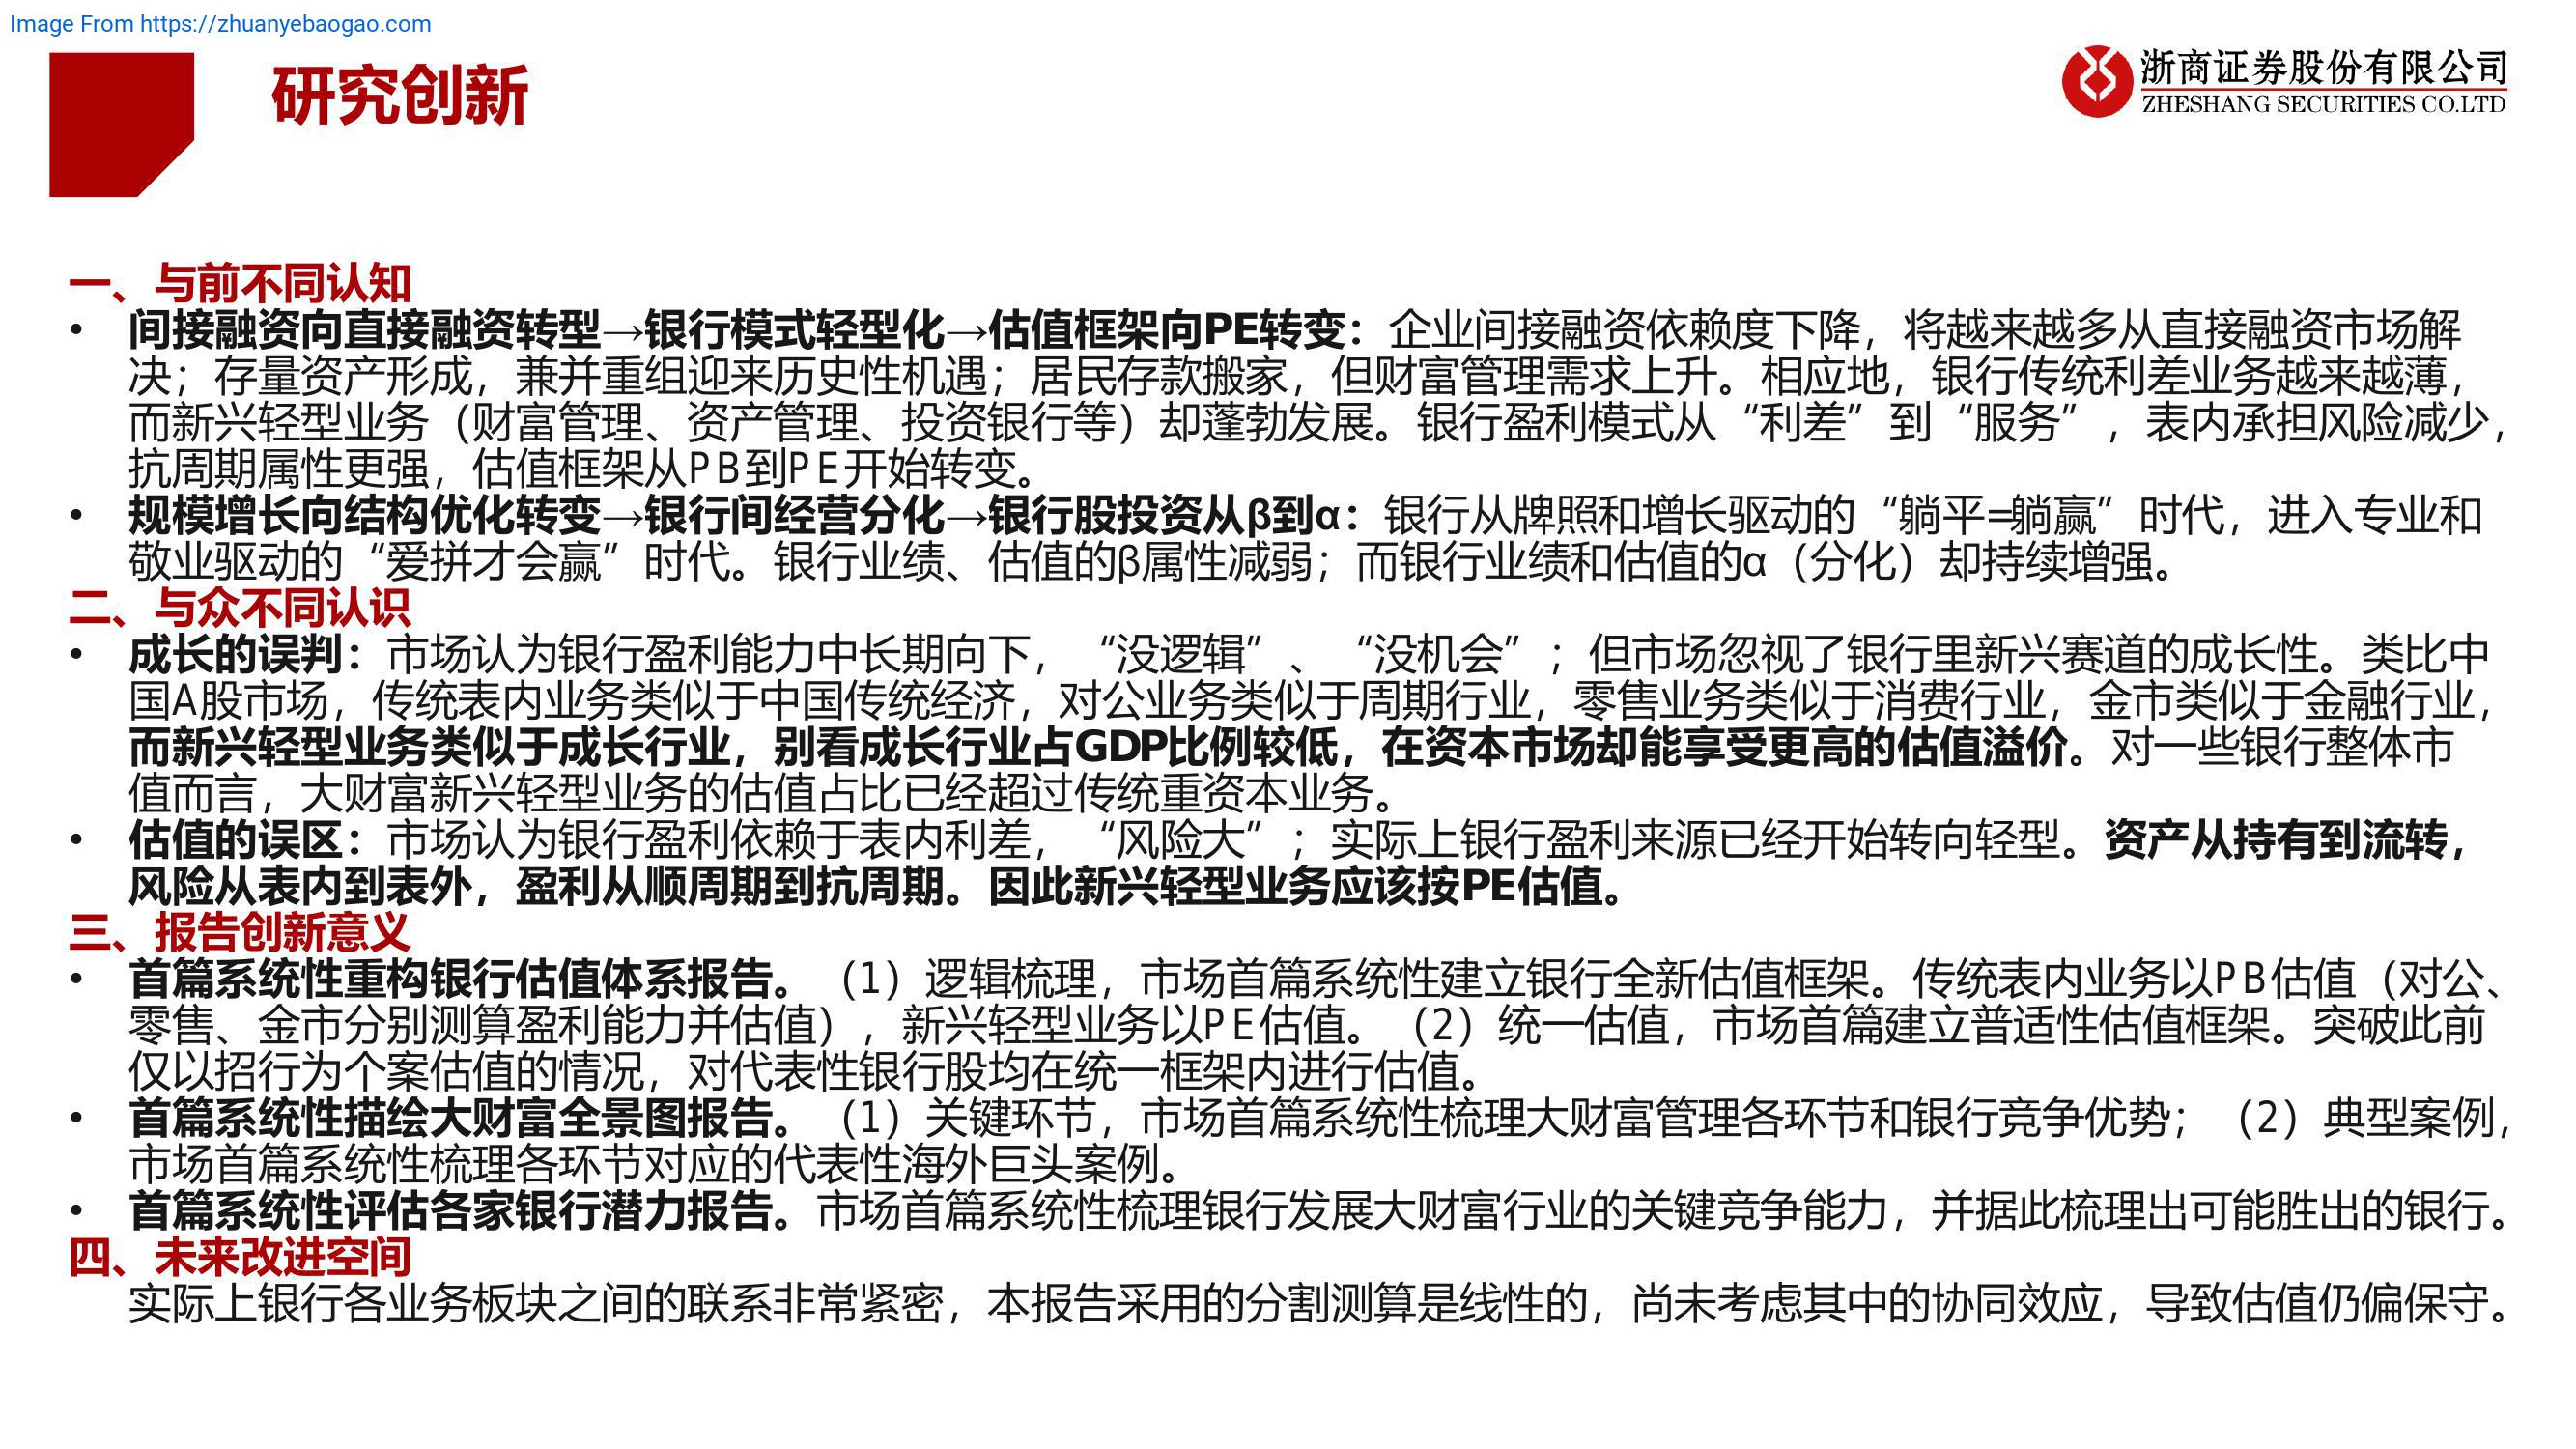 Image From https://zhuanyebaogao.com
研究创新
浙商证券股份有限公司
ZHESHANG SECURITIES CO.LTD
一、与前不同认知
• 间接融资向直接融资转型→银行模式轻型化→估值框架向PE转变：企业间接融资依赖度下降，将越来越多从直接融资市场解
决；存量资产形成，兼并重组迎来历史性机遇；居民存款搬家，但财富管理需求上升。相应地，银行传统利差业务越来越薄，
而新兴轻型业务（财富管理、资产管理、投资银行等）却蓬勃发展。银行盈利模式从“利差”到“服务”，表内承担风险减少，
抗周期属性更强，估值框架从PB到PE开始转变。
• 规模增长向结构优化转变→银行间经营分化→银行股投资从β到α：银行从牌照和增长驱动的“躺平=躺赢”时代，进入专业和
敬业驱动的“爱拼才会赢”时代。银行业绩、估值的β属性减弱；而银行业绩和估值的α（分化）却持续增强。
二、与众不同认识
• 成长的误判：市场认为银行盈利能力中长期向下，“没逻辑”、“没机会”；但市场忽视了银行里新兴赛道的成长性。类比中
国A股市场，传统表内业务类似于中国传统经济，对公业务类似于周期行业，零售业务类似于消费行业，金市类似于金融行业，
而新兴轻型业务类似于成长行业，别看成长行业占GDP比例较低，在资本市场却能享受更高的估值溢价。对一些银行整体市
值而言，大财富新兴轻型业务的估值占比已经超过传统重资本业务。
• 估值的误区：市场认为银行盈利依赖于表内利差，“风险大”；实际上银行盈利来源已经开始转向轻型。资产从持有到流转，
风险从表内到表外，盈利从顺周期到抗周期。因此新兴轻型业务应该按PE估值。
三、报告创新意义
• 首篇系统性重构银行估值体系报告。（1）逻辑梳理，市场首篇系统性建立银行全新估值框架。传统表内业务以PB估值（对公、
零售、金市分别测算盈利能力并估值），新兴轻型业务以PE估值。（2）统一估值，市场首篇建立普适性估值框架。突破此前
仅以招行为个案估值的情况，对代表性银行股均在统一框架内进行估值。
• 首篇系统性描绘大财富全景图报告。（1）关键环节，市场首篇系统性梳理大财富管理各环节和银行竞争优势；（2）典型案例，
市场首篇系统性梳理各环节对应的代表性海外巨头案例。
• 首篇系统性评估各家银行潜力报告。市场首篇系统性梳理银行发展大财富行业的关键竞争能力，并据此梳理出可能胜出的银行。
四、未来改进空间
实际上银行各业务板块之间的联系非常紧密，本报告采用的分割测算是线性的，尚未考虑其中的协同效应，导致估值仍偏保守。